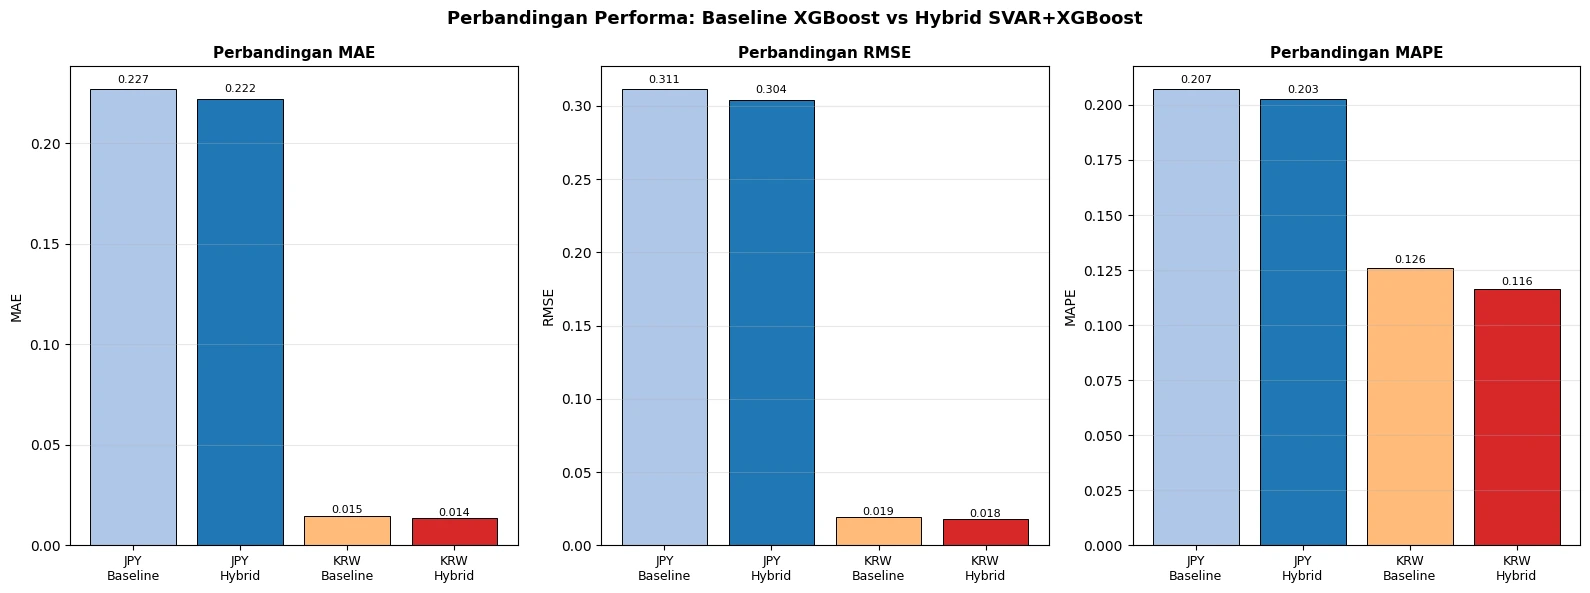 Perbandingan Performa: Baseline XGBoost vs Hybrid SVAR+XGBoost
Perbandingan MAE
MAE
0.20
0.15
0.10
0.05
0.00
0.227
0.222
0.015
0.014
JPY
Baseline
JPY
Hybrid
KRW
Baseline
KRW
Hybrid
Perbandingan RMSE
RMSE
0.30
0.25
0.20
0.15
0.10
0.05
0.00
0.311
0.304
0.019
0.018
JPY
Baseline
JPY
Hybrid
KRW
Baseline
KRW
Hybrid
Perbandingan MAPE
MAPE
0.200
0.175
0.150
0.125
0.100
0.075
0.050
0.025
0.000
0.207
0.203
0.126
0.116
JPY
Baseline
JPY
Hybrid
KRW
Baseline
KRW
Hybrid